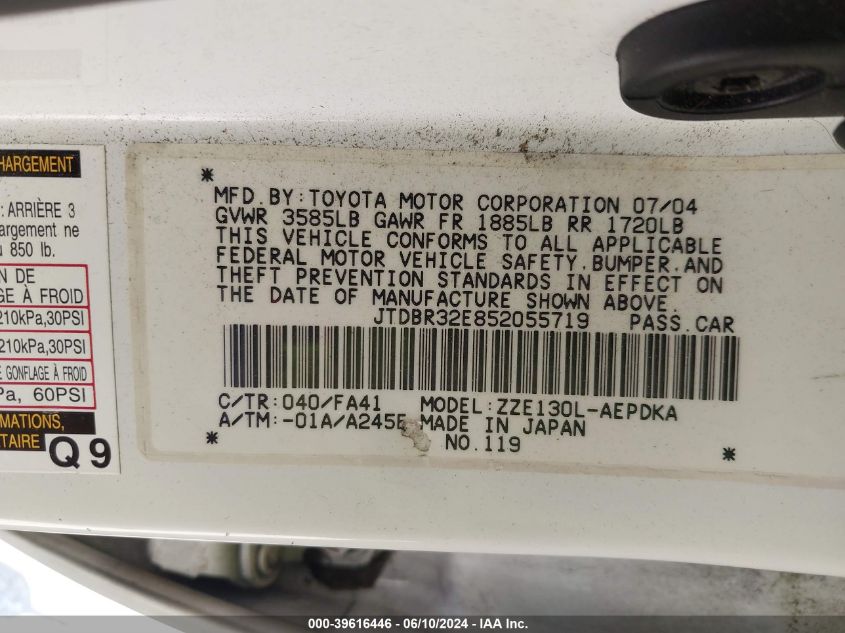 HARGEMENT
: ARRIÈRE 3
argement ne
850 lb.
N DE
GE À FROID
210kPa,30PSI
210kPa,30PSI
GONFLAGE À FROID
Pa, 60PSI
MATIONS,
TAIRE
Q9
* MFD.BY:TOYOTA MOTOR CORPORATION 07/04
GVWR 3585LB GAWR FR 1885LB RR 1720LB
THIS VEHICLE CONFORMS TO ALL APPLICABLE
FEDERAL MOTOR VEHICLE SAFETY,BUMPER,AND
THEFT PREVENTION STANDARDS IN EFFECT ON
THE DATE OF MANUFACTURE SHOWN ABOVE.
JTDBR32E852055719 PASS.CAR
C/TR:040/FA41 MODEL:ZZE130L-AEPDKA
A/TM:-01A/A245E MADE IN JAPAN
* NO.119 *
000-39616446 - 06/10/2024 - IAA Inc.